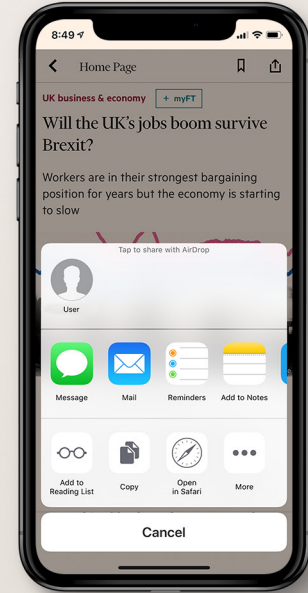 8:49
Home Page
UK business & economy
+ myFT
Will the UK's jobs boom survive
Brexit?
Workers are in their strongest bargaining
position for years but the economy is starting
to slow
Tap to share with AirDrop
User
Message
Mail
Reminders
Add to Notes
Add to
Reading List
Copy
Open
in Safari
More
Cancel